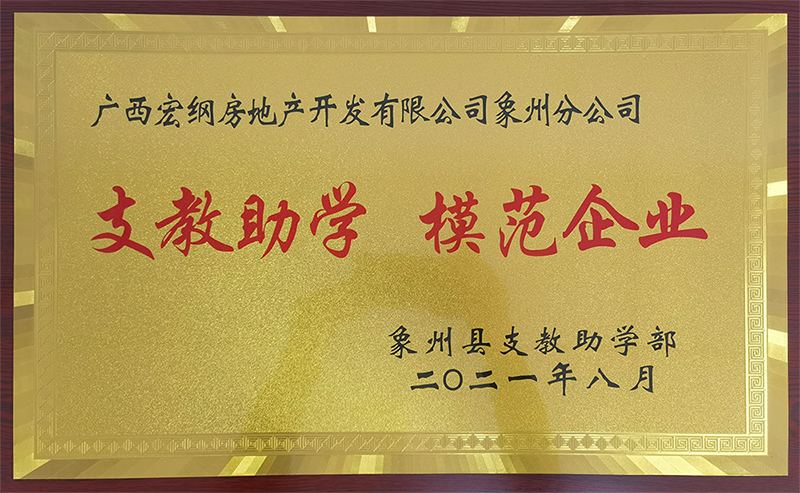 广西宏纲房地产开发有限公司象州分公司
支教助学 模范企业
象州县支教助学部
二〇二一年八月